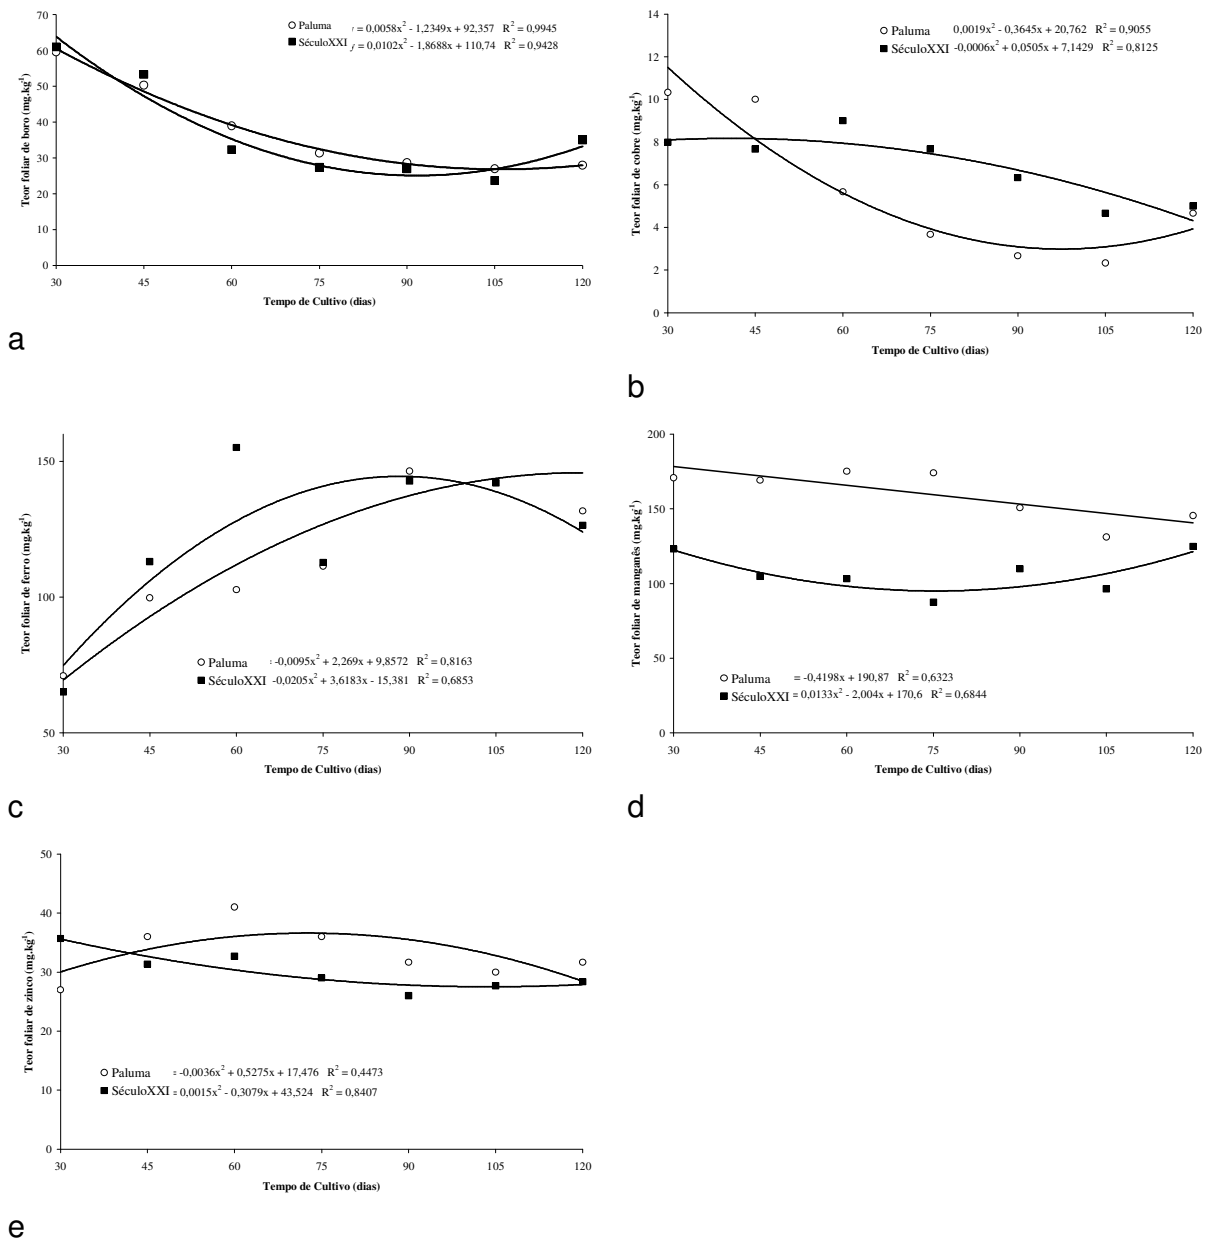 70
60
50
40
30
20
10
0
Teor foliar de boro (mg.kg-1)
Paluma = 0,0058x2 - 1,2349x + 92,357 R2 = 0,9945
SéculoXXI = 0,0102x2 - 1,8688x + 110,74 R2 = 0,9428
30 45 60 75 90 105 120
Tempo de Cultivo (dias)
a
14
12
10
8
6
4
2
0
Teor foliar de cobre (mg.kg-1)
Paluma 0,0019x2 - 0,3645x + 20,762 R2 = 0,9055
SéculoXXI -0,0006x2 + 0,0505x + 7,1429 R2 = 0,8125
30 45 60 75 90 105 120
Tempo de Cultivo (dias)
b
150
100
50
Teor foliar de ferro (mg.kg-1)
Paluma = -0,0095x2 + 2,269x + 9,8572 R2 = 0,8163
SéculoXXI -0,0205x2 + 3,6183x - 15,381 R2 = 0,6853
30 45 60 75 90 105 120
Tempo de Cultivo (dias)
c
200
150
100
50
0
Teor foliar de manganês (mg.kg-1)
Paluma = -0,4198x + 190,87 R2 = 0,6323
SéculoXXI = 0,0133x2 - 2,004x + 170,6 R2 = 0,6844
30 45 60 75 90 105 120
Tempo de Cultivo (dias)
d
50
40
30
20
10
0
Teor foliar de zinco (mg.kg-1)
Paluma = -0,0036x2 + 0,5275x + 17,476 R2 = 0,4473
SéculoXXI = 0,0015x2 - 0,3079x + 43,524 R2 = 0,8407
30 45 60 75 90 105 120
Tempo de Cultivo (dias)
e